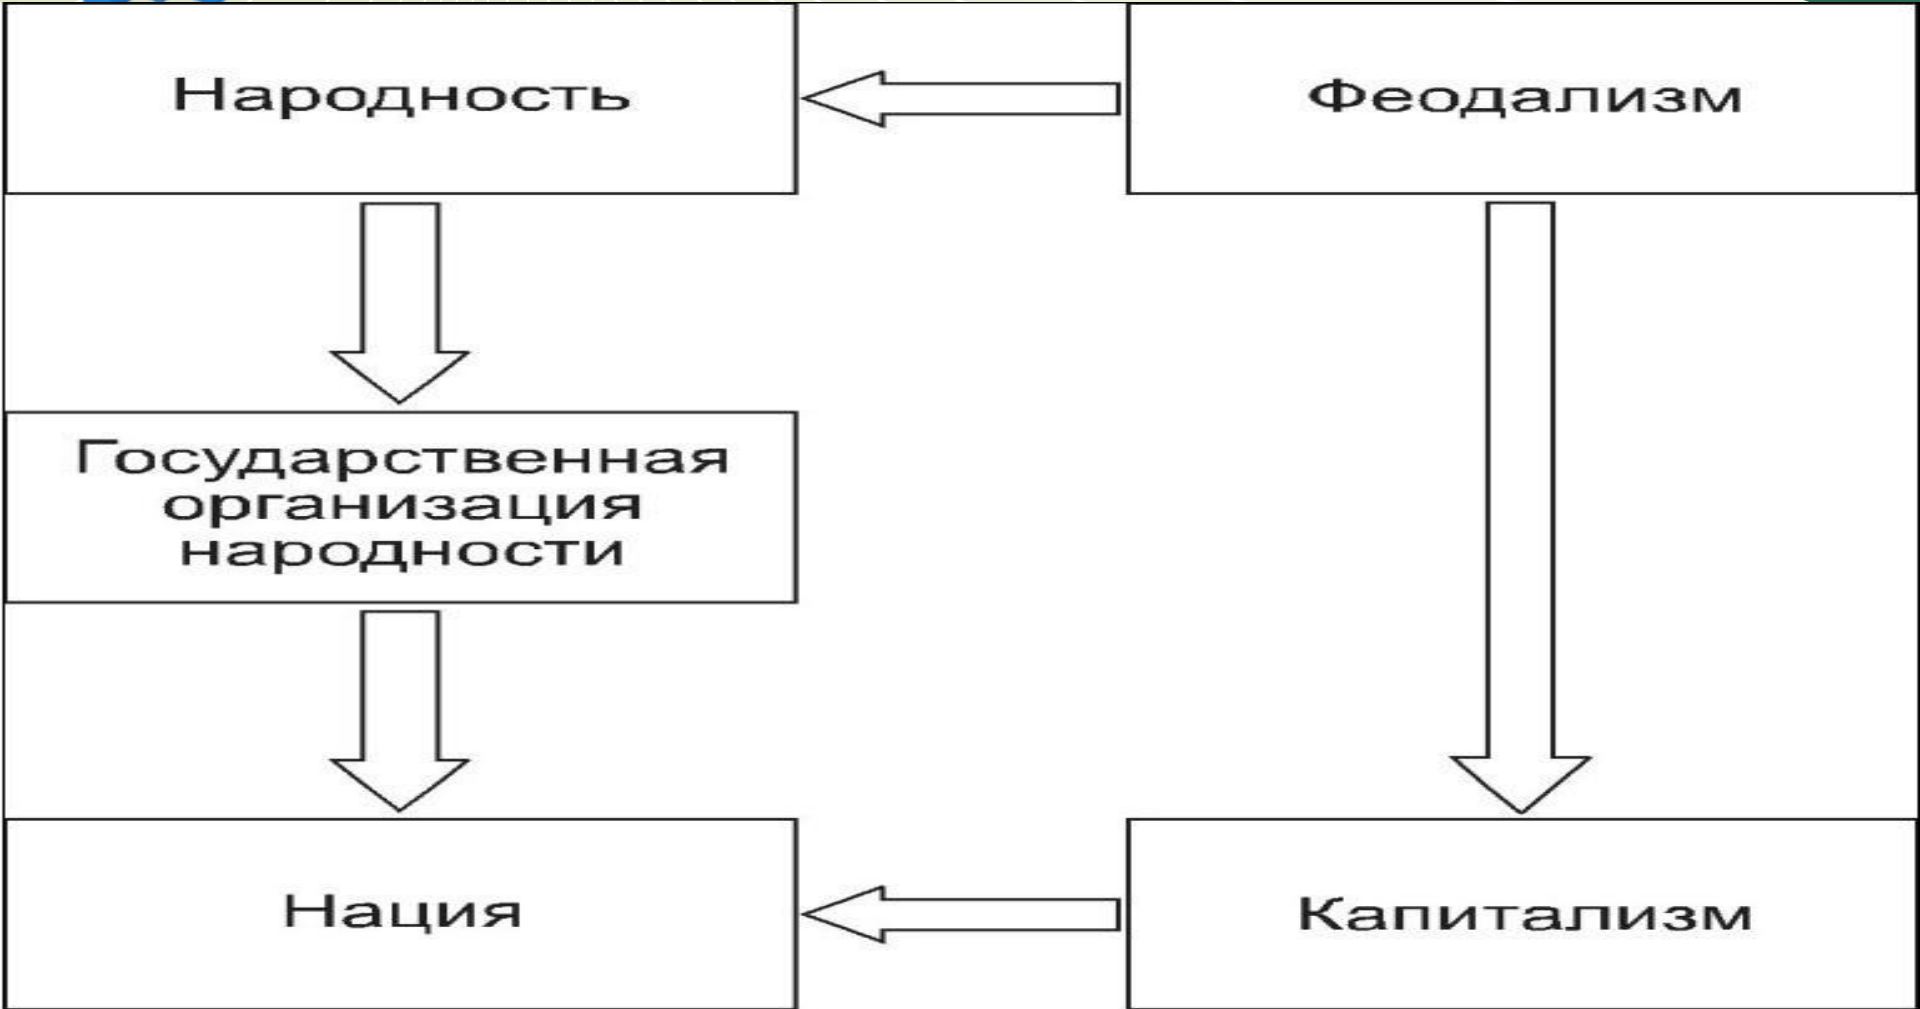 Народность
Феодализм
Государственная
организация
народности
Нация
Капитализм